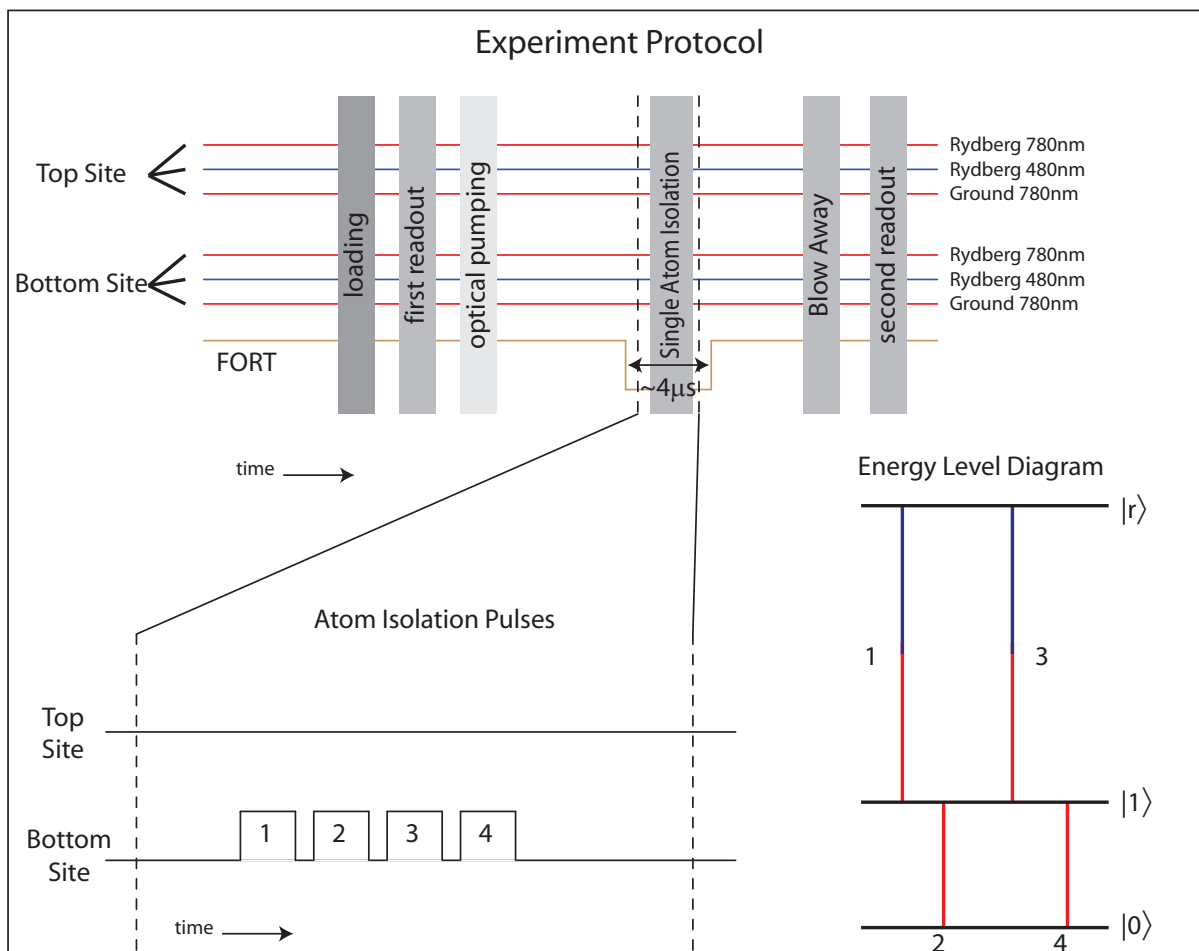 Experiment Protocol
Top Site
Rydberg 780nm
Rydberg 480nm
Ground 780nm
Bottom Site
Rydberg 780nm
Rydberg 480nm
Ground 780nm
FORT
loading
first readout
optical pumping
Single Atom Isolation
Blow Away
second readout
~4μs
time
Energy Level Diagram
|r⟩
1
3
|1⟩
2
4
|0⟩
Atom Isolation Pulses
Top
Site
Bottom
Site
1
2
3
4
time